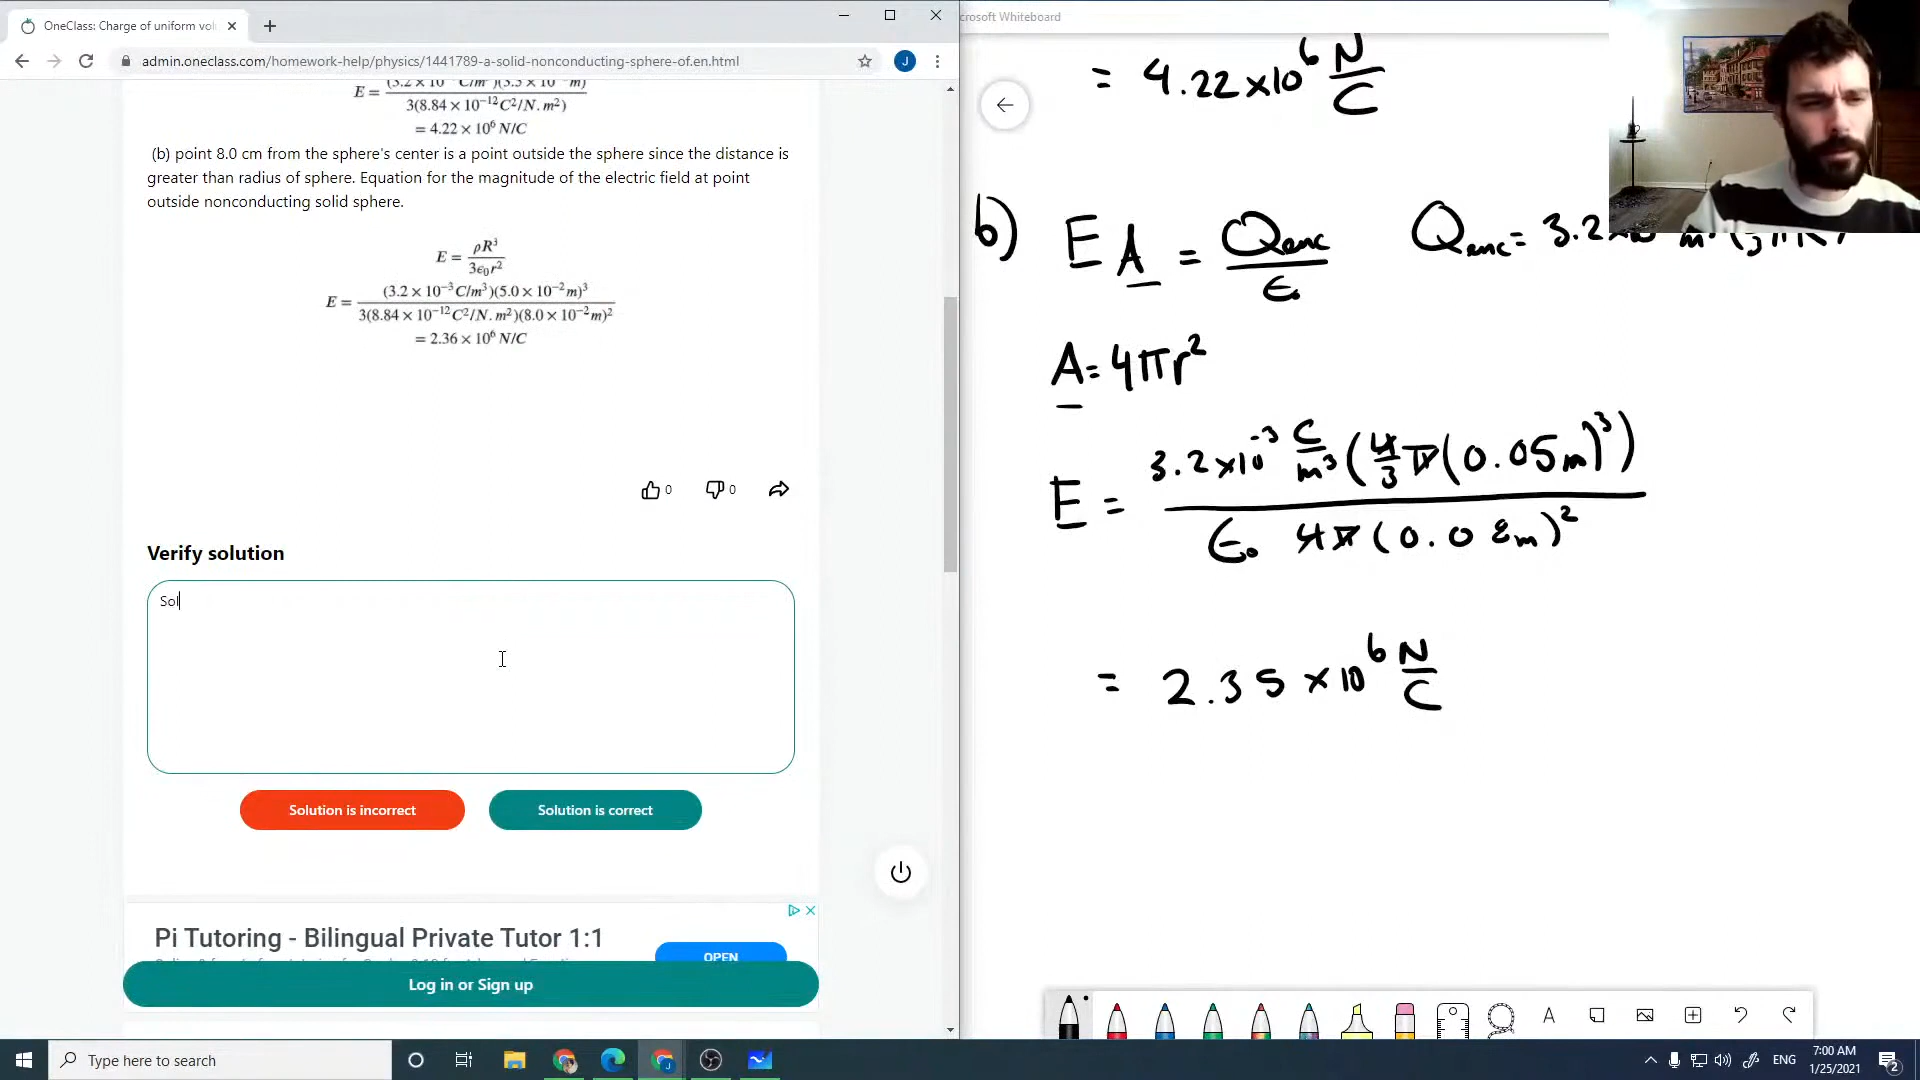 OneClass: Charge of uniform vol
crosoft Whiteboard
admin.oneclass.com/homework-help/physics/1441789-a-solid-nonconducting-sphere-of.en.html
J
E =
3(8.84 × 10⁻¹² C²/N. m²)
= 4.22 × 10⁶ N/C
(b) point 8.0 cm from the sphere's center is a point outside the sphere since the distance is
greater than radius of sphere. Equation for the magnitude of the electric field at point
outside nonconducting solid sphere.
E = ρR³ / 3ϵ₀r²
E = (3.2 × 10⁻³ C/m³)(5.0 × 10⁻² m)³ / 3(8.84 × 10⁻¹² C²/N. m²)(8.0 × 10⁻² m)²
= 2.36 × 10⁶ N/C
0 0
Verify solution
Sol
Solution is incorrect Solution is correct
Pi Tutoring - Bilingual Private Tutor 1:1
OPEN
Log in or Sign up
= 4.22×10⁶ N/C
b) E A = Qenc / ϵ₀ Qenc = 3.2
A = 4πr²
E = 3.2×10⁻³ C/m³ (4/3 π (0.05m)³) / ϵ₀ 4π (0.08m)²
= 2.35 ×10⁶ N/C
A
Type here to search
J
ENG
7:00 AM
1/25/2021
2